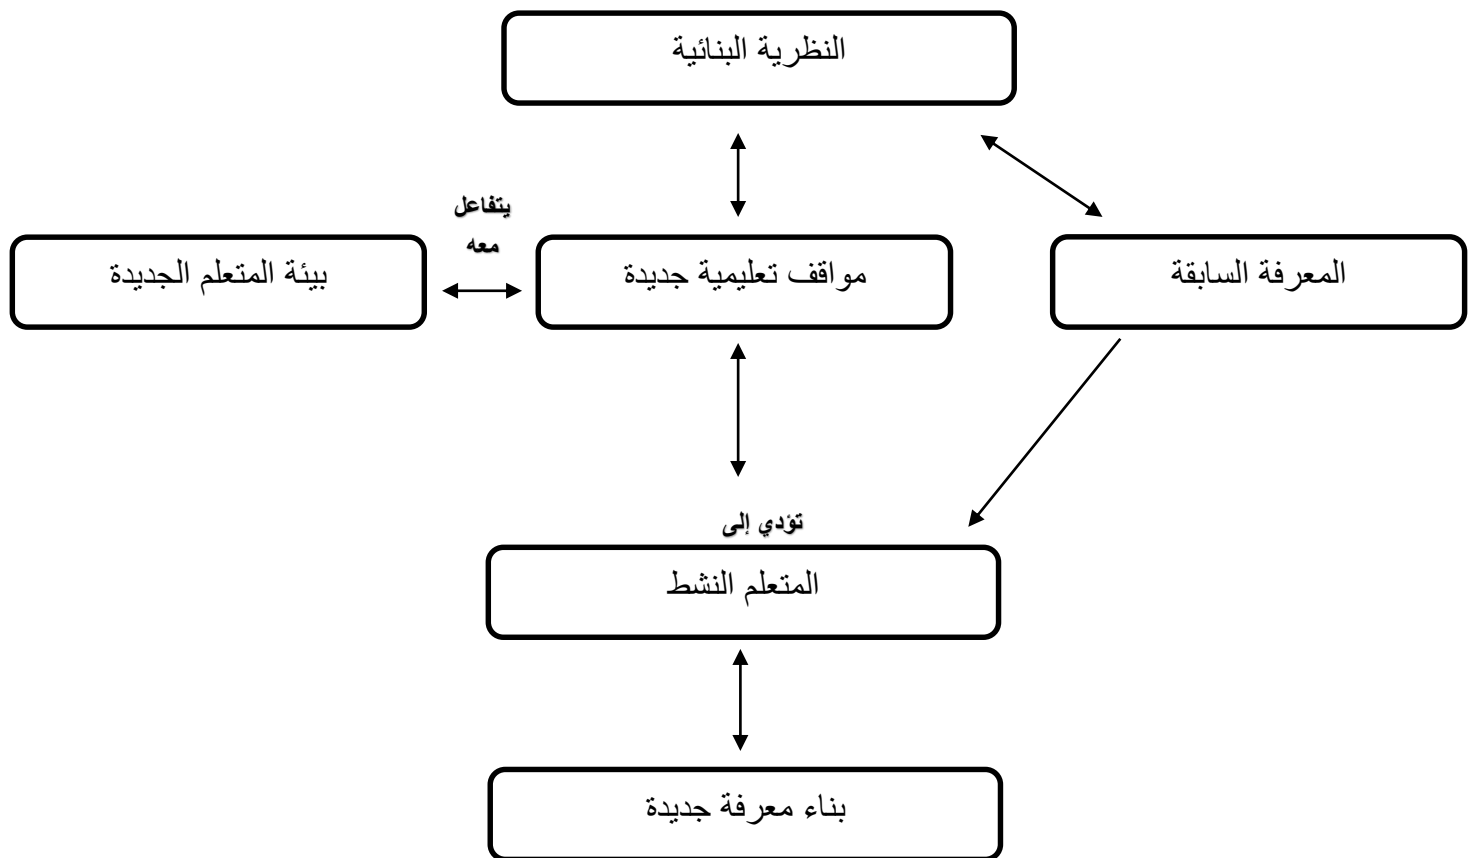 النظرية البنائية
المعرفة السابقة
مواقف تعليمية جديدة
يتفاعل
معه
بيئة المتعلم الجديدة
تؤدي إلى
المتعلم النشط
بناء معرفة جديدة